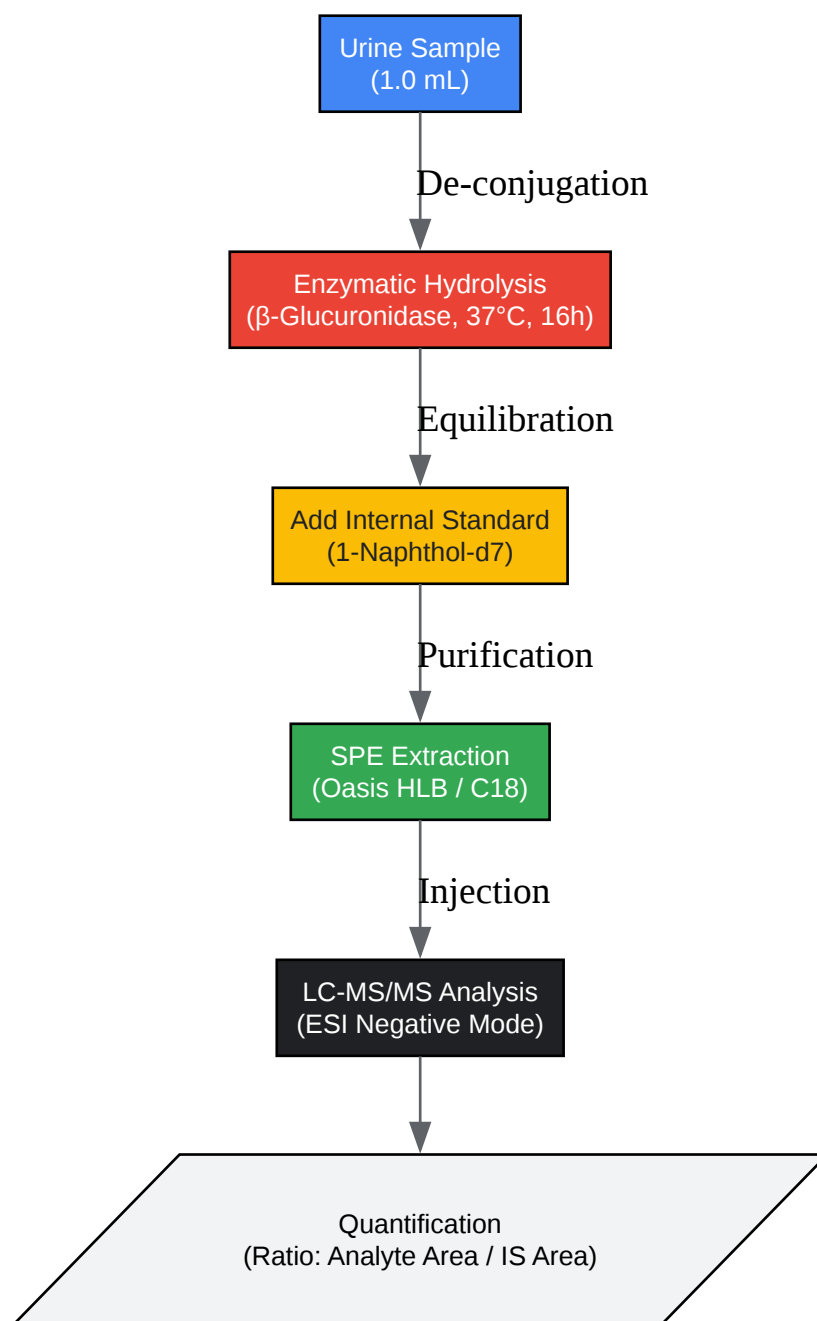 Urine Sample
(1.0 mL)
De-conjugation
Enzymatic Hydrolysis
(β-Glucuronidase, 37°C, 16h)
Equilibration
Add Internal Standard
(1-Naphthol-d7)
Purification
SPE Extraction
(Oasis HLB / C18)
Injection
LC-MS/MS Analysis
(ESI Negative Mode)
Quantification
(Ratio: Analyte Area / IS Area)